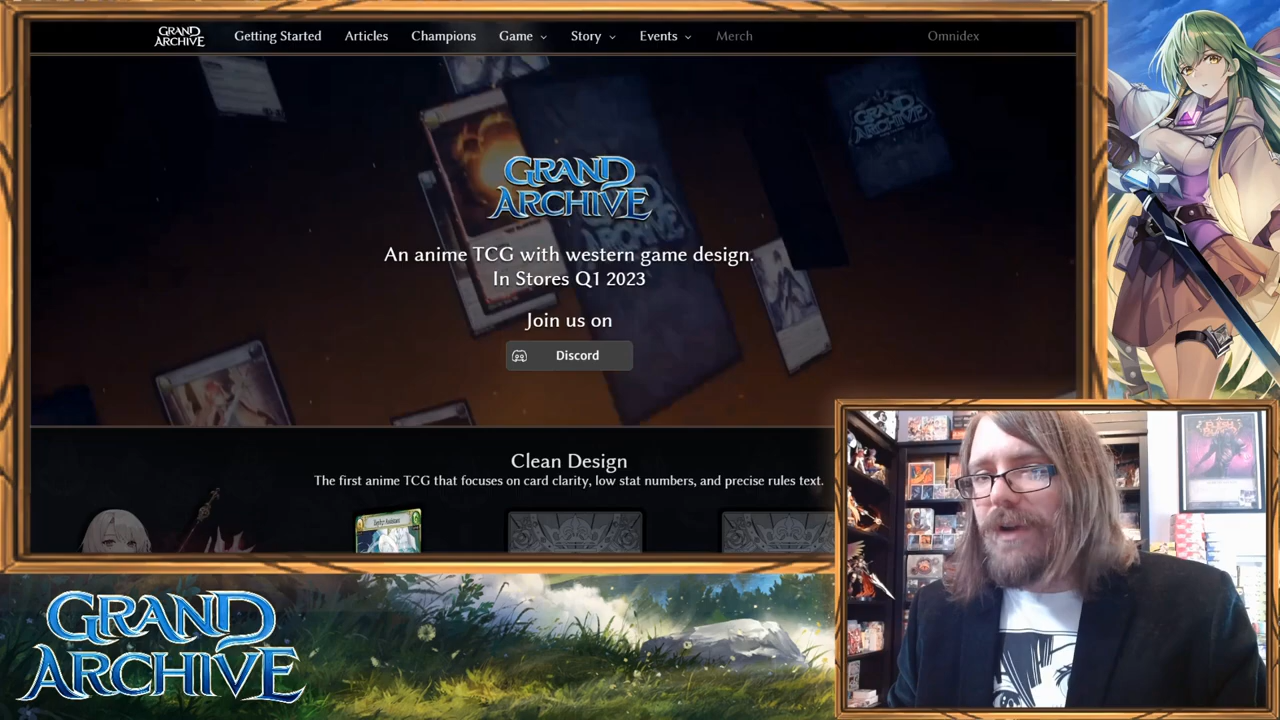 GRAND
ARCHIVE
Getting Started
Articles
Champions
Game
Story
Events
Merch
Omnidex
GRAND
ARCHIVE
GRAND
ARCHIVE
An anime TCG with western game design.
In Stores Q1 2023
Join us on
Discord
Clean Design
The first anime TCG that focuses on card clarity, low stat numbers, and precise rules text.
GRAND
ARCHIVE